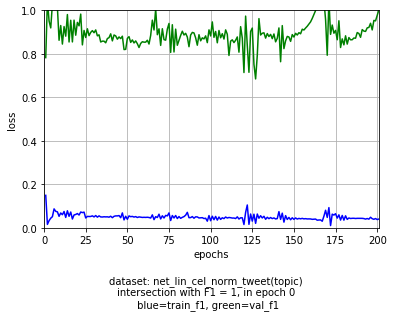 1.0
0.8
0.6
0.4
0.2
0.0
loss
0 25 50 75 100 125 150 175 200
epochs
dataset: net_lin_cel_norm_tweet(topic)
intersection with F1 = 1, in epoch 0
blue=train_f1, green=val_f1